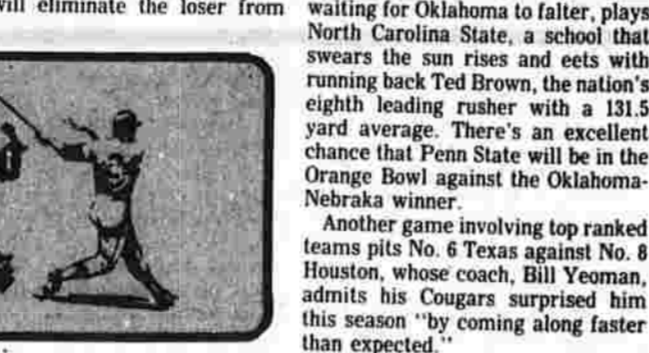 will eliminate the loser from
waiting for Oklahoma to falter, plays
North Carolina State, a school that
swears the sun rises and eets with
running back Ted Brown, the nation's
eighth leading rusher with a 131.5
yard average. There's an excellent
chance that Penn State will be in the
Orange Bowl against the Oklahoma-
Nebraka winner.
Another game involving top ranked
teams pits No. 6 Texas against No. 8
Houston, whose coach, Bill Yeoman,
admits his Cougars surprised him
this season "by coming along faster
than expected."